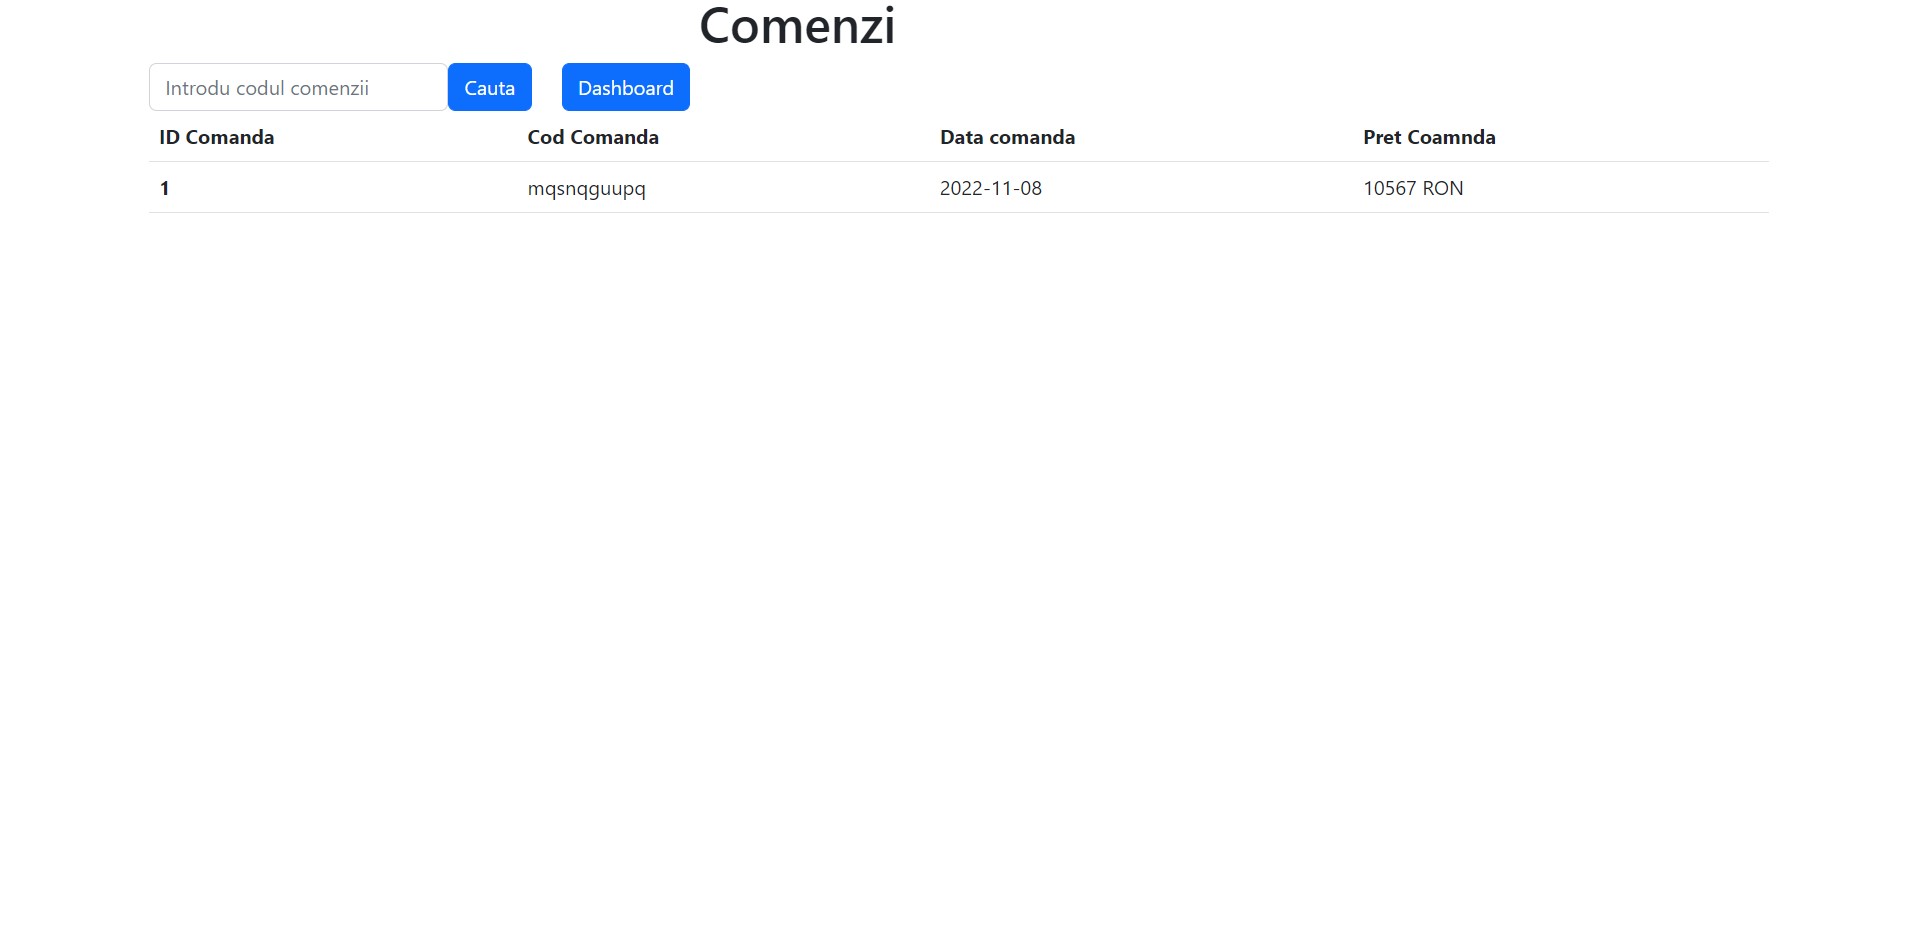 Comenzi
Introdu codul comenzii Cauta Dashboard
ID Comanda Cod Comanda Data comanda Pret Coamnda
1 mqsnqguupq 2022-11-08 10567 RON